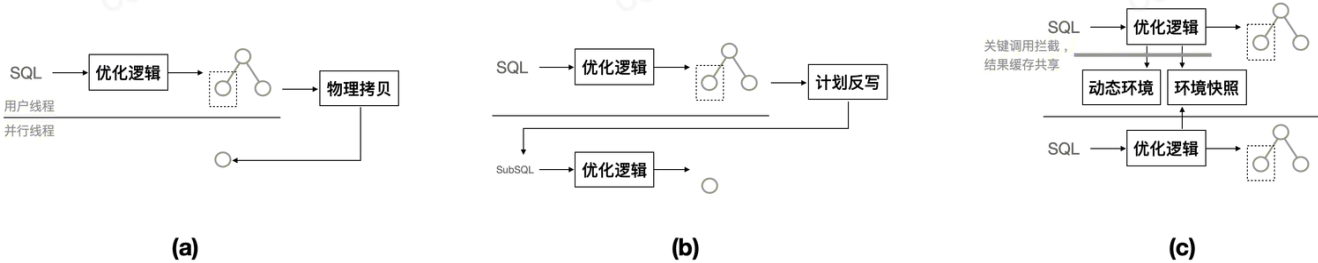 SQL
优化逻辑
物理拷贝
用户线程
并行线程
(a)
SQL
优化逻辑
计划反写
SubSQL
优化逻辑
(b)
SQL
优化逻辑
关键调用拦截，
结果缓存共享
动态环境
环境快照
SQL
优化逻辑
(c)